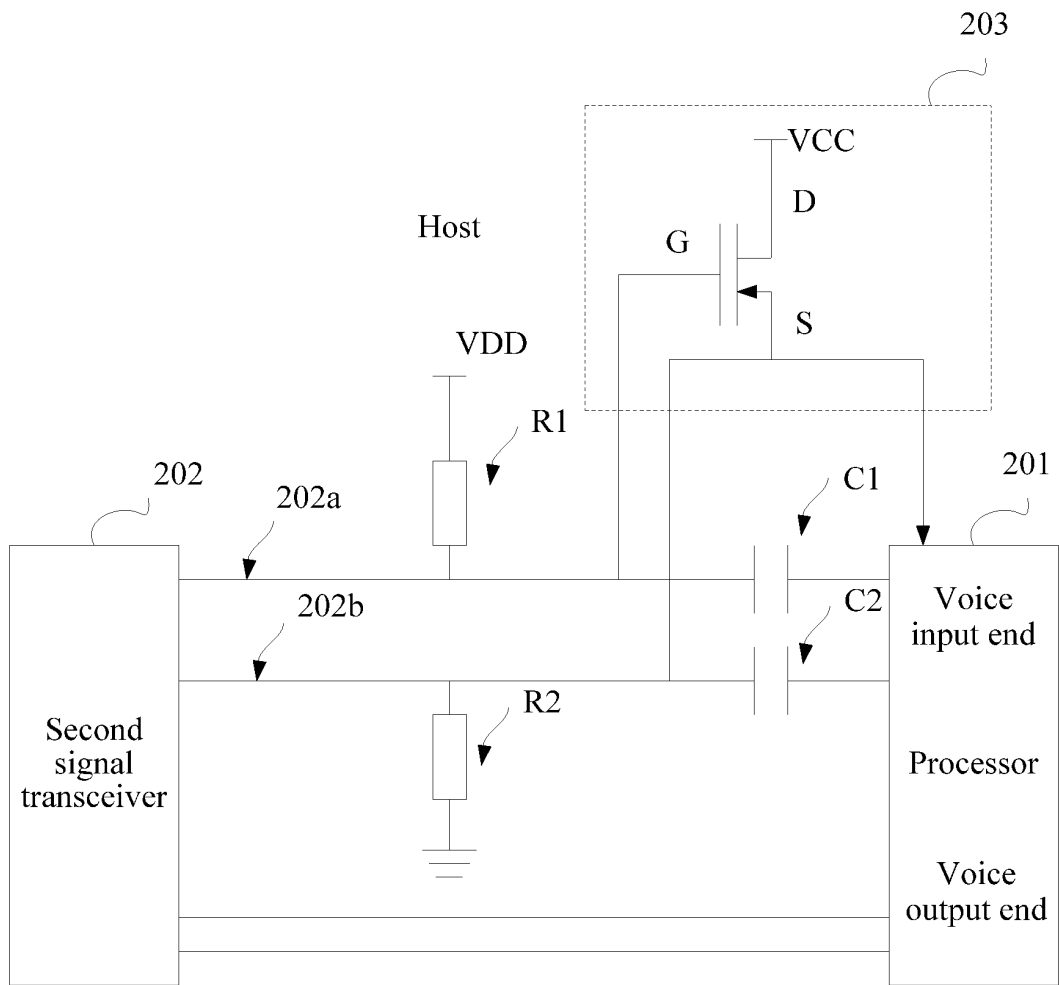 203
VCC
D
Host
G
S
VDD
R1
202
201
202a
C1
202b
C2
Voice
input end
R2
Second
signal
transceiver
Processor
Voice
output end